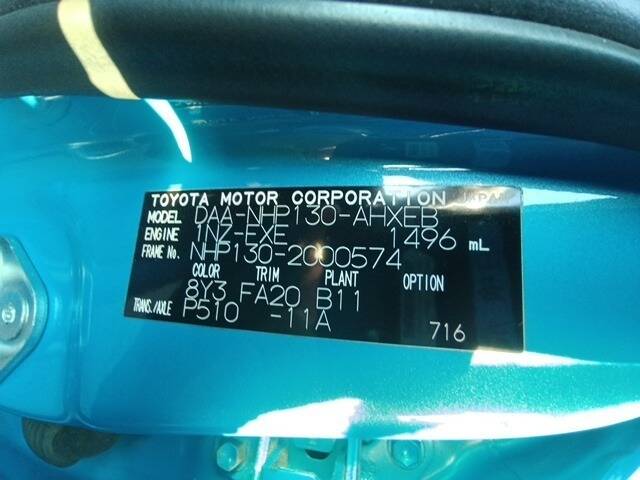 TOYOTA MOTOR CORPORATION JAPAN
MODEL DAA-NHP130-AHXEB
ENGINE 1NZ-EXE 1496 mL
FRAME No. NHP130-2000574
COLOR TRIM PLANT OPTION
8Y3 FA20 B11
TRANS./AXLE P510 -11A
716